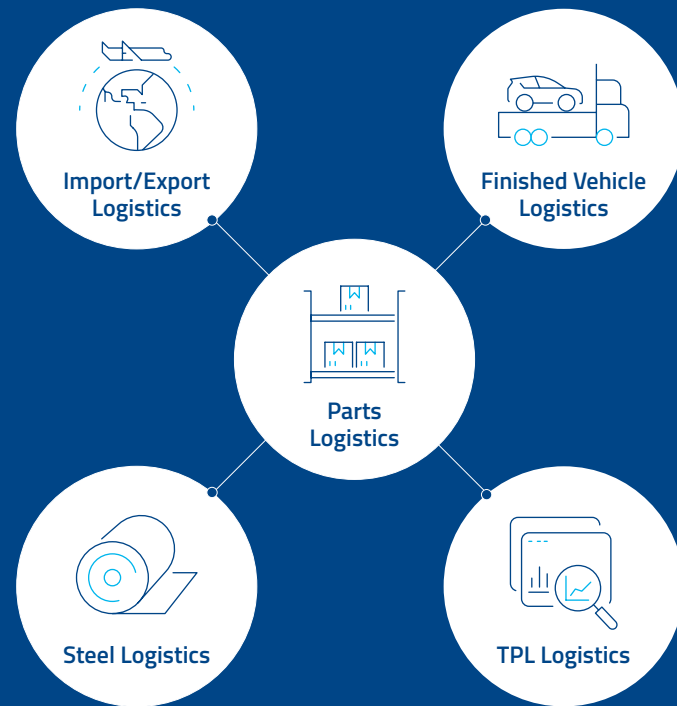 Import/Export
Logistics
Finished Vehicle
Logistics
Parts
Logistics
Steel Logistics
TPL Logistics